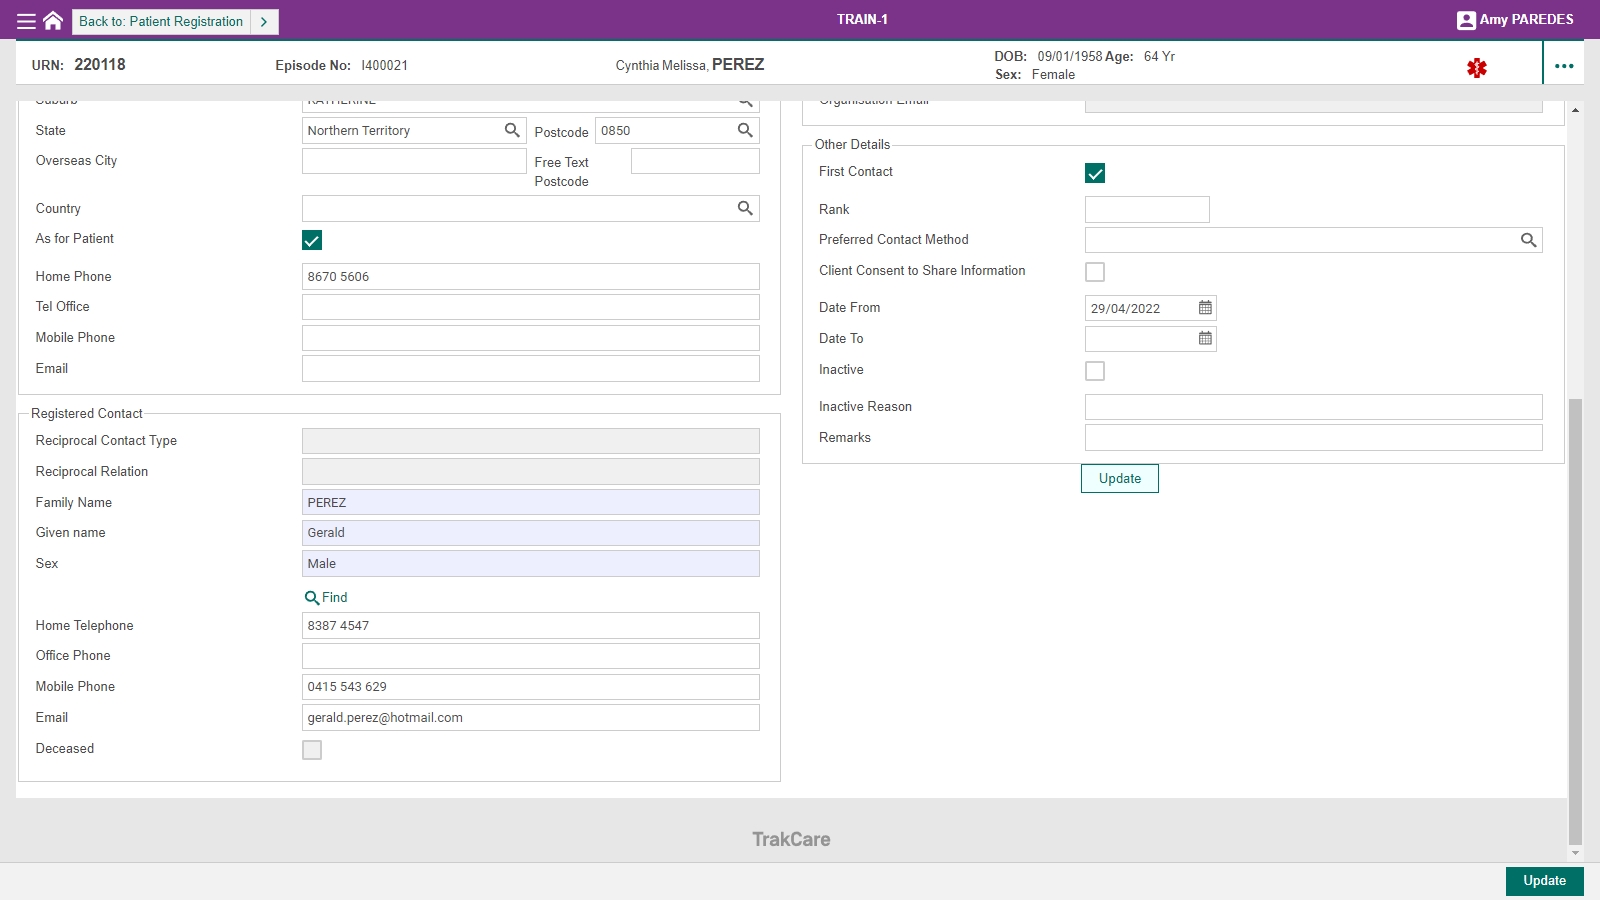 Back to: Patient Registration
TRAIN-1
Amy PAREDES
URN: 220118
Episode No: I400021
Cynthia Melissa, PEREZ
DOB: 09/01/1958 Age: 64 Yr
Sex: Female
Suburb KATHERINE
State Northern Territory Postcode 0850
Overseas City Free Text
Postcode
Country
As for Patient
Home Phone 8670 5606
Tel Office
Mobile Phone
Email
Registered Contact
Reciprocal Contact Type
Reciprocal Relation
Family Name PEREZ
Given name Gerald
Sex Male
Find
Home Telephone 8387 4547
Office Phone
Mobile Phone 0415 543 629
Email gerald.perez@hotmail.com
Deceased
Organisation Email
Other Details
First Contact
Rank
Preferred Contact Method
Client Consent to Share Information
Date From 29/04/2022
Date To
Inactive
Inactive Reason
Remarks
Update
TrakCare
Update